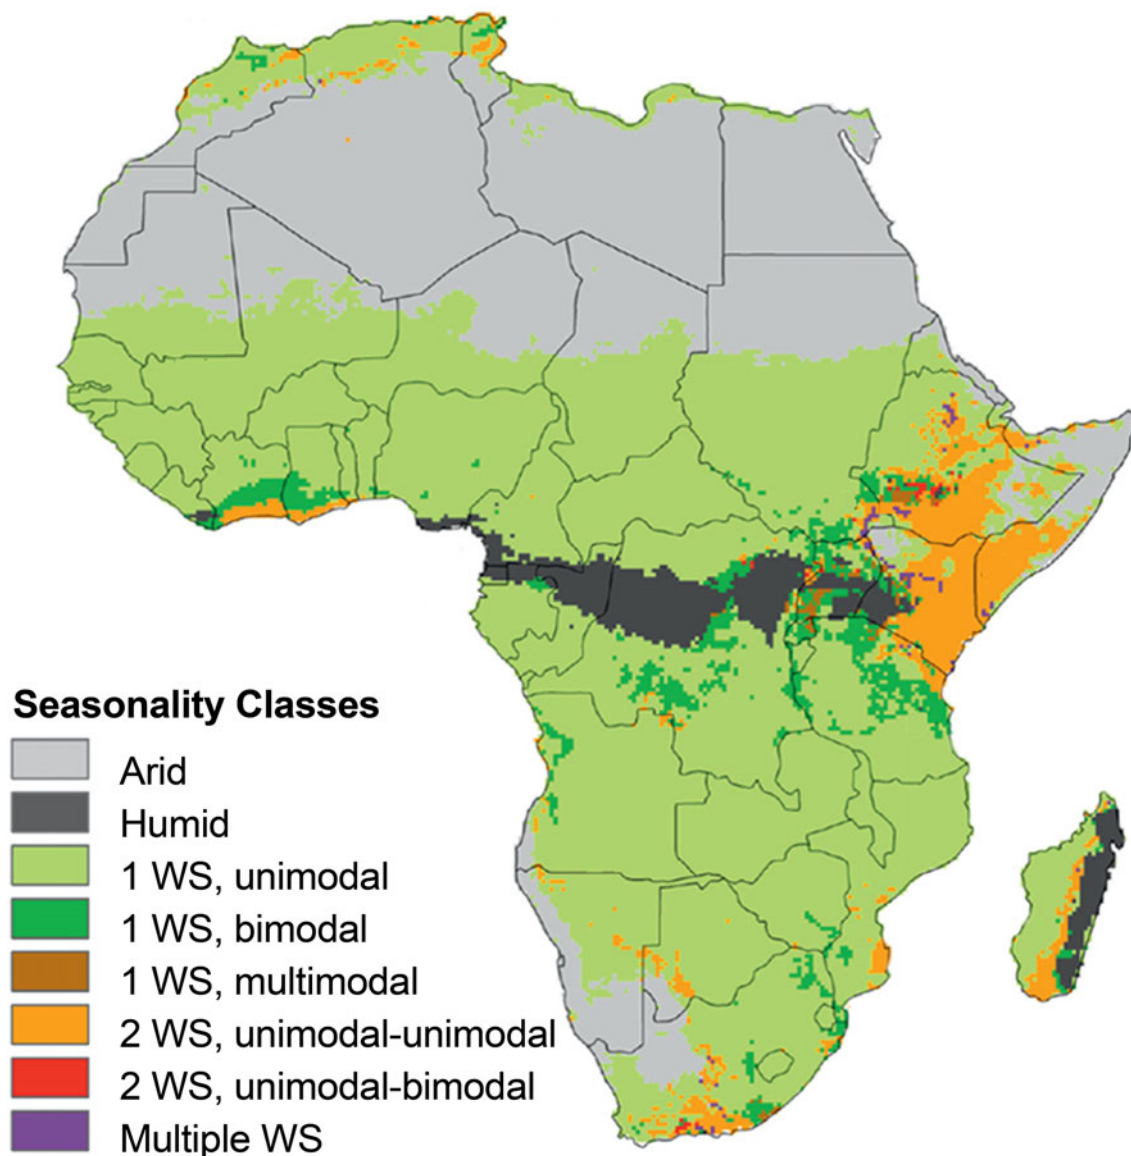 Seasonality Classes
Arid
Humid
1 WS, unimodal
1 WS, bimodal
1 WS, multimodal
2 WS, unimodal-unimodal
2 WS, unimodal-bimodal
Multiple WS